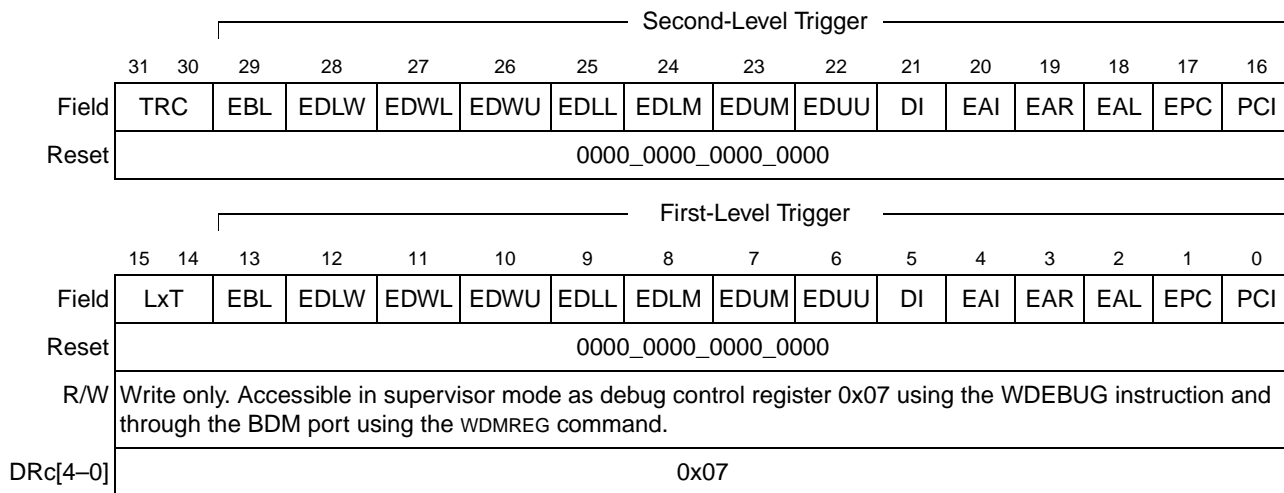 Second-Level Trigger
31 30 29 28 27 26 25 24 23 22 21 20 19 18 17 16
Field TRC EBL EDLW EDWL EDWU EDLL EDLM EDUM EDUU DI EAI EAR EAL EPC PCI
Reset 0000_0000_0000_0000
First-Level Trigger
15 14 13 12 11 10 9 8 7 6 5 4 3 2 1 0
Field LxT EBL EDLW EDWL EDWU EDLL EDLM EDUM EDUU DI EAI EAR EAL EPC PCI
Reset 0000_0000_0000_0000
R/W Write only. Accessible in supervisor mode as debug control register 0x07 using the WDEBUG instruction and
through the BDM port using the WDMREG command.
DRc[4–0] 0x07